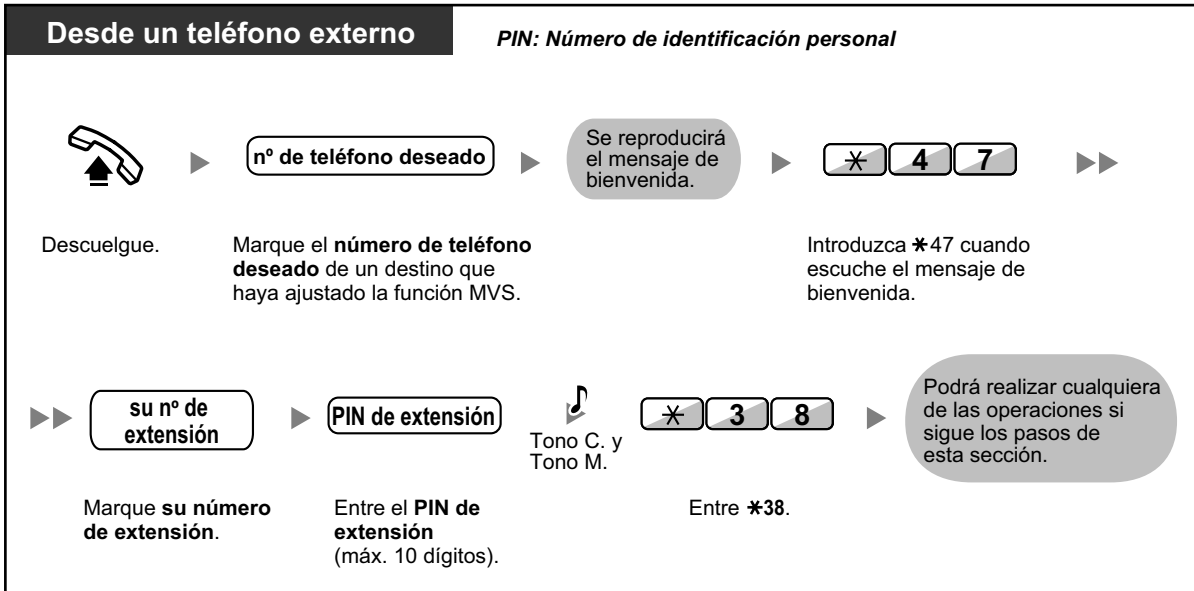 Desde un teléfono externo
PIN: Número de identificación personal
nº de teléfono deseado
Se reproducirá
el mensaje de
bienvenida.
* 4 7
Descuelgue.
Marque el número de teléfono
deseado de un destino que
haya ajustado la función MVS.
Introduzca *47 cuando
escuche el mensaje de
bienvenida.
su nº de
extensión
PIN de extensión
Tono C. y
Tono M.
* 3 8
Podrá realizar cualquiera
de las operaciones si
sigue los pasos de
esta sección.
Marque su número
de extensión.
Entre el PIN de
extensión
(máx. 10 dígitos).
Entre *38.